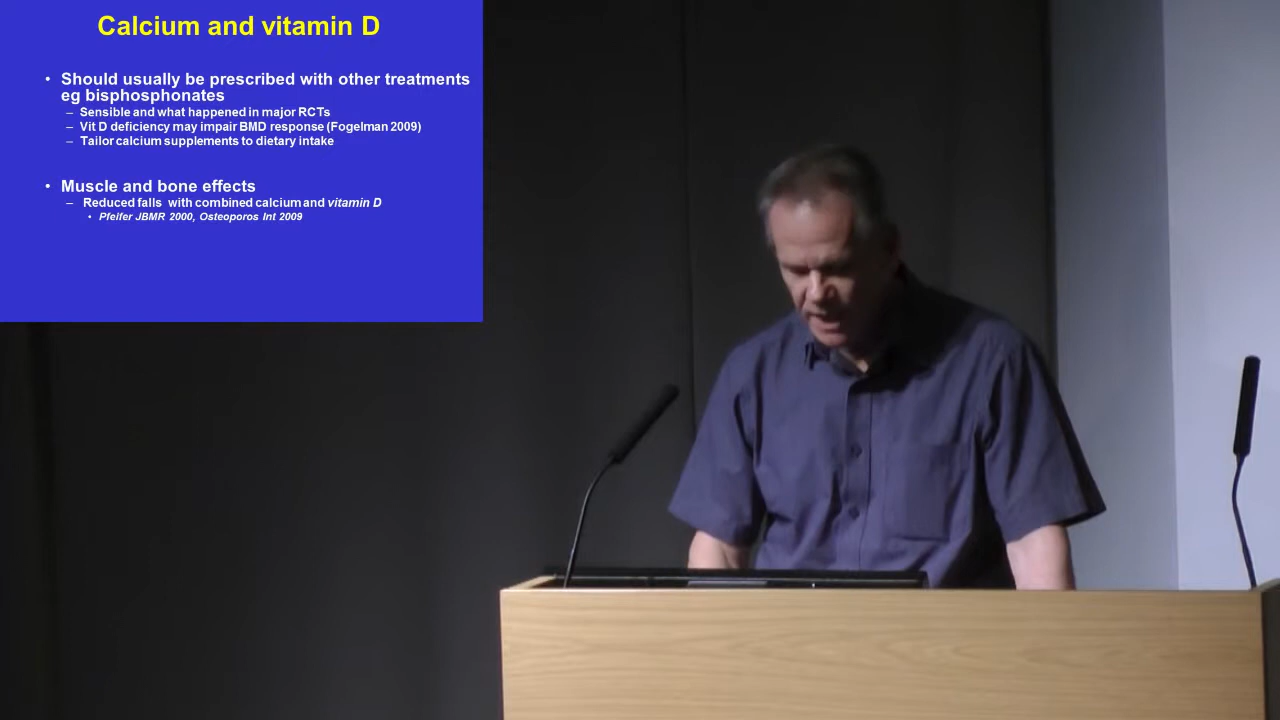 Calcium and vitamin D
• Should usually be prescribed with other treatments
eg bisphosphonates
– Sensible and what happened in major RCTs
– Vit D deficiency may impair BMD response (Fogelman 2009)
– Tailor calcium supplements to dietary intake
• Muscle and bone effects
– Reduced falls with combined calcium and vitamin D
• Pfeifer JBMR 2000, Osteoporos Int 2009